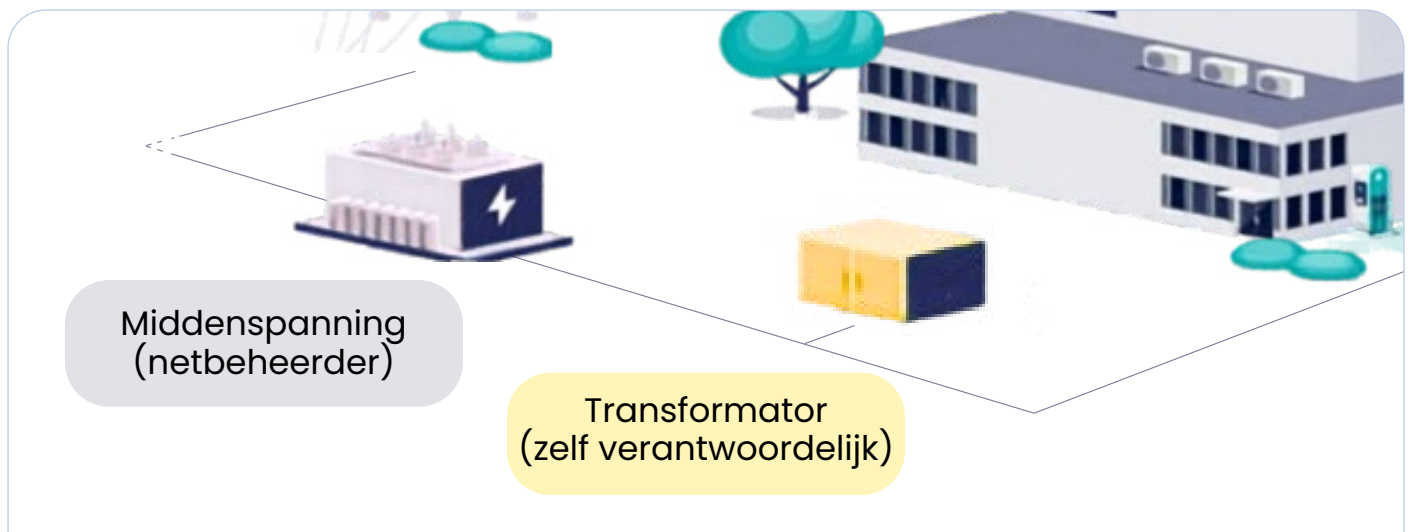 Middenspanning
(netbeheerder)
Transformator
(zelf verantwoordelijk)